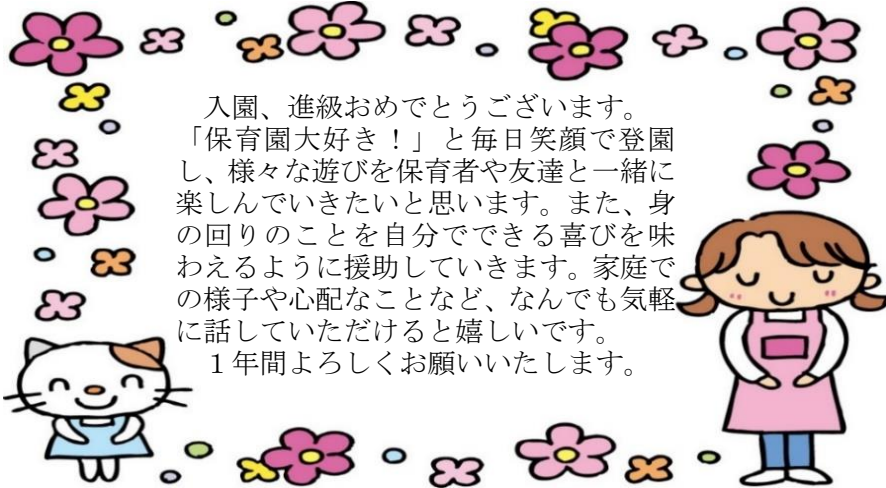 入園、進級おめでとうございます。
「保育園大好き！」と毎日笑顔で登園
し、様々な遊びを保育者や友達と一緒に
楽しんでいきたいと思います。また、身
の回りのことを自分でできる喜びを味
わえるように援助していきます。家庭で
の様子や心配なことなど、なんでも気軽
に話していただけると嬉しいです。
　１年間よろしくお願いいたします。